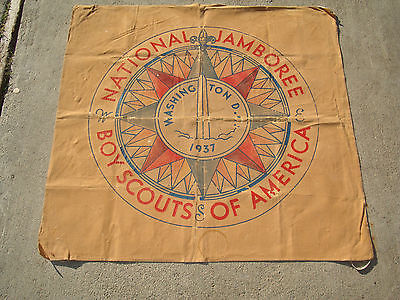 NATIONAL JAMBOREE
WASHINGTON D.
1937
BOY SCOUTS OF AMERICA
S